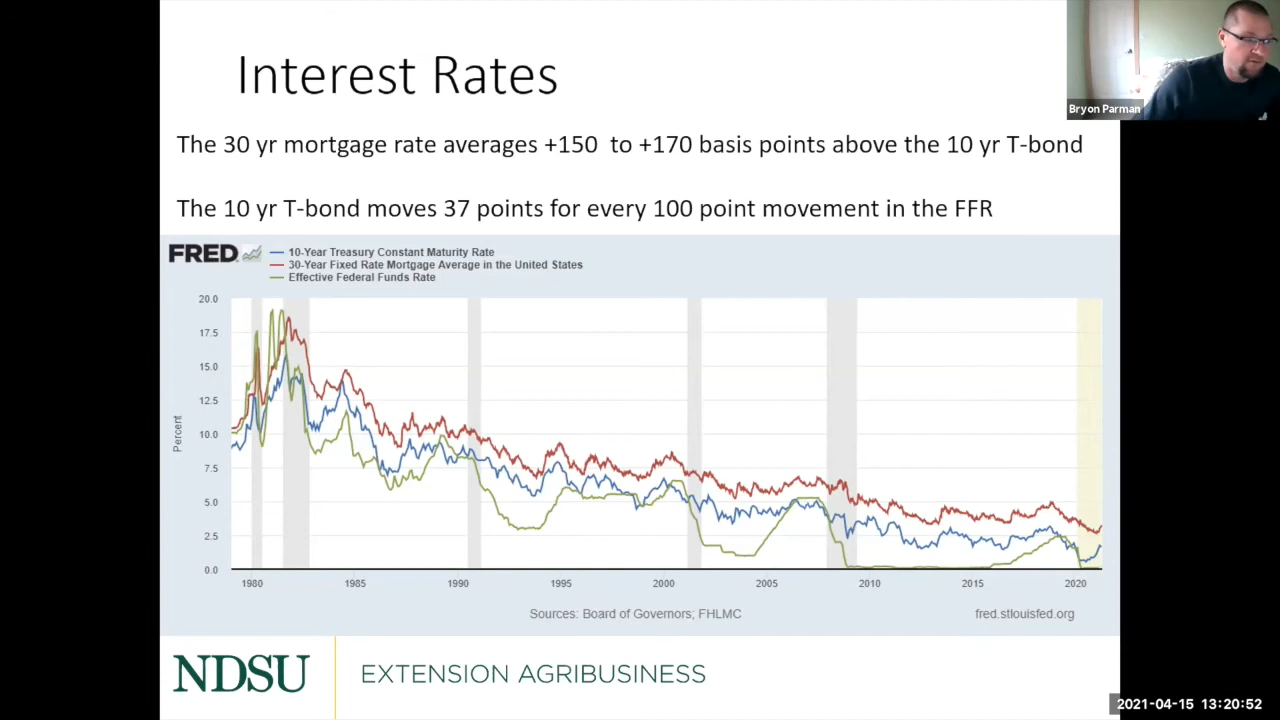 Interest Rates
Bryon Parman
The 30 yr mortgage rate averages +150 to +170 basis points above the 10 yr T-bond
The 10 yr T-bond moves 37 points for every 100 point movement in the FFR
FRED
10-Year Treasury Constant Maturity Rate
30-Year Fixed Rate Mortgage Average in the United States
Effective Federal Funds Rate
Percent
20.0
17.5
15.0
12.5
10.0
7.5
5.0
2.5
0.0
1980 1985 1990 1995 2000 2005 2010 2015 2020
Sources: Board of Governors; FHLMC
fred.stlouisfed.org
NDSU
EXTENSION AGRIBUSINESS
2021-04-15 13:20:52